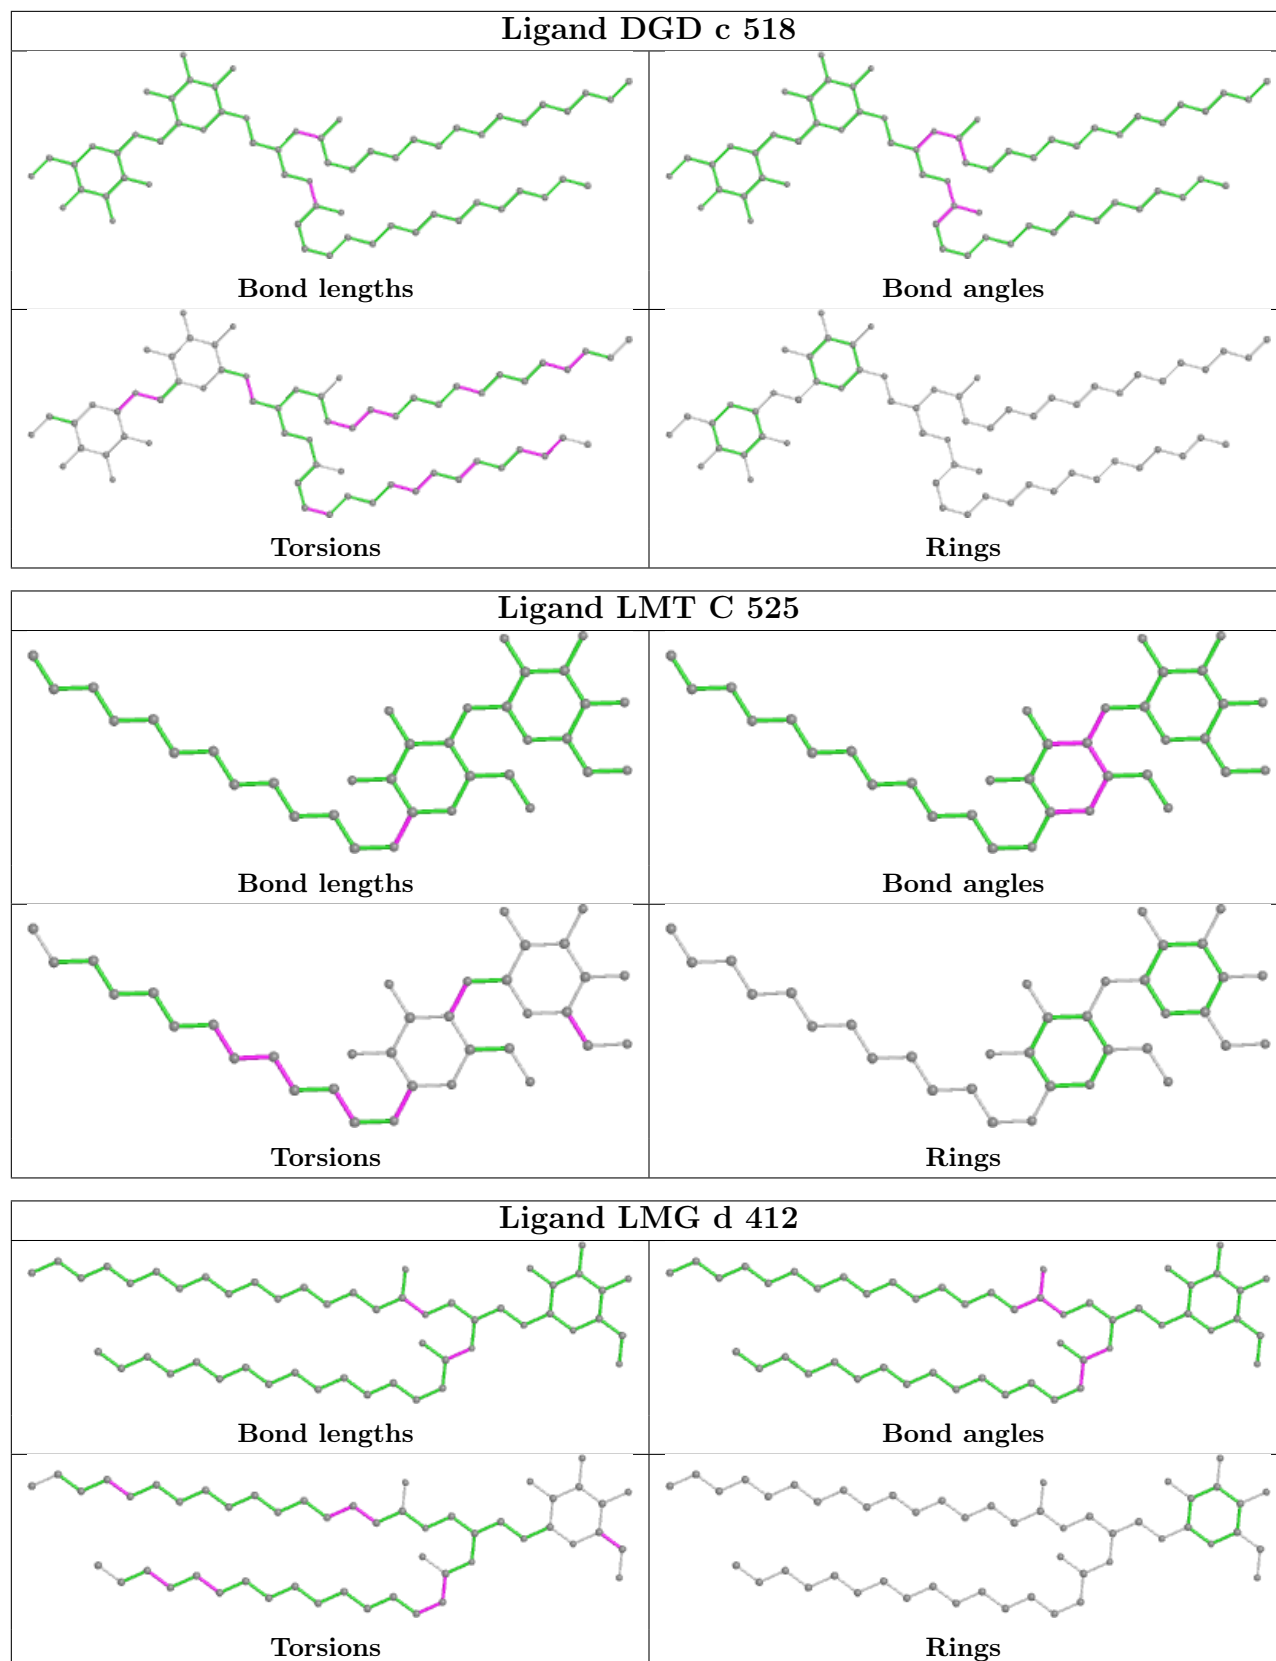 Ligand DGD c 518
Bond lengths
Bond angles
Torsions
Rings
Ligand LMT C 525
Bond lengths
Bond angles
Torsions
Rings
Ligand LMG d 412
Bond lengths
Bond angles
Torsions
Rings